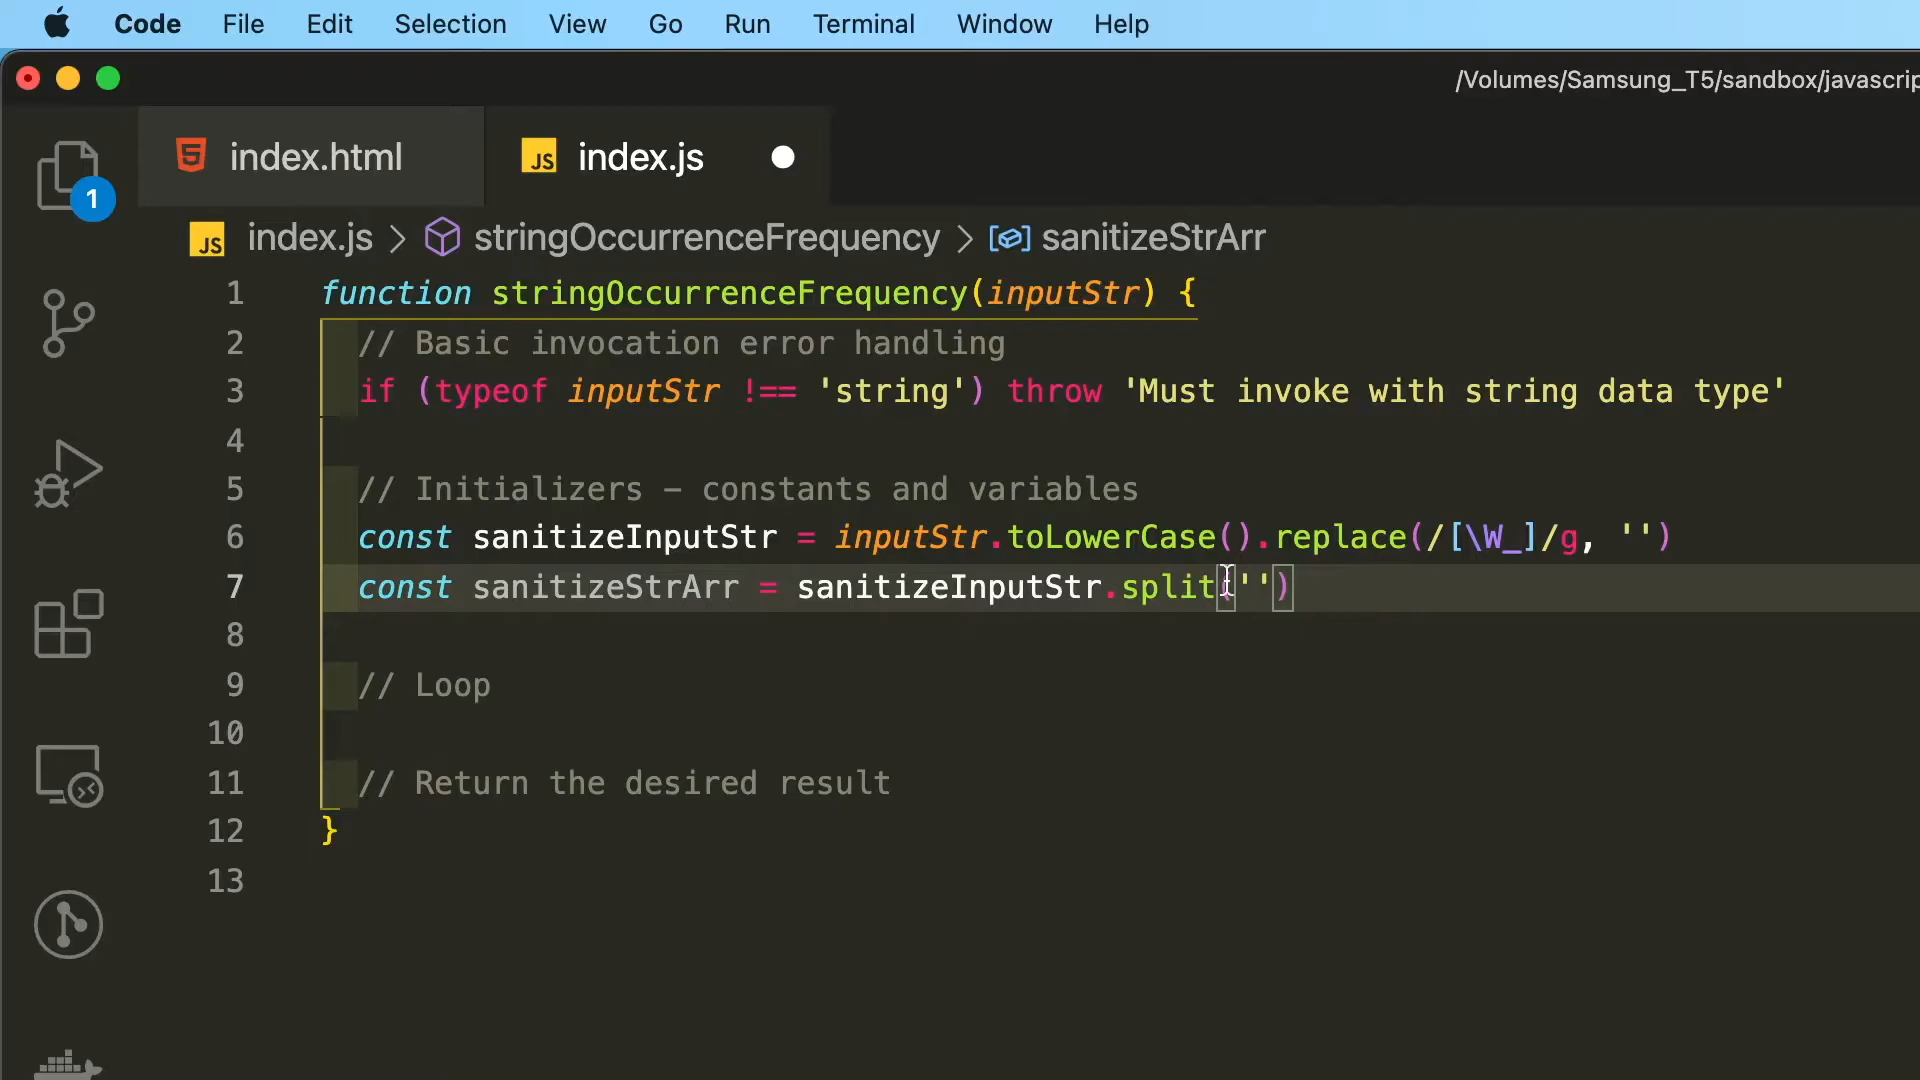 Code File Edit Selection View Go Run Terminal Window Help
/Volumes/Samsung_T5/sandbox/javascrip
index.html
JS index.js
1
JS index.js > stringOccurrenceFrequency > sanitizeStrArr
1 function stringOccurrenceFrequency(inputStr) {
2 // Basic invocation error handling
3 if (typeof inputStr !== 'string') throw 'Must invoke with string data type'
4
5 // Initializers – constants and variables
6 const sanitizeInputStr = inputStr.toLowerCase().replace(/[\W_]/g, '')
7 const sanitizeStrArr = sanitizeInputStr.split('')
8
9 // Loop
10
11 // Return the desired result
12 }
13